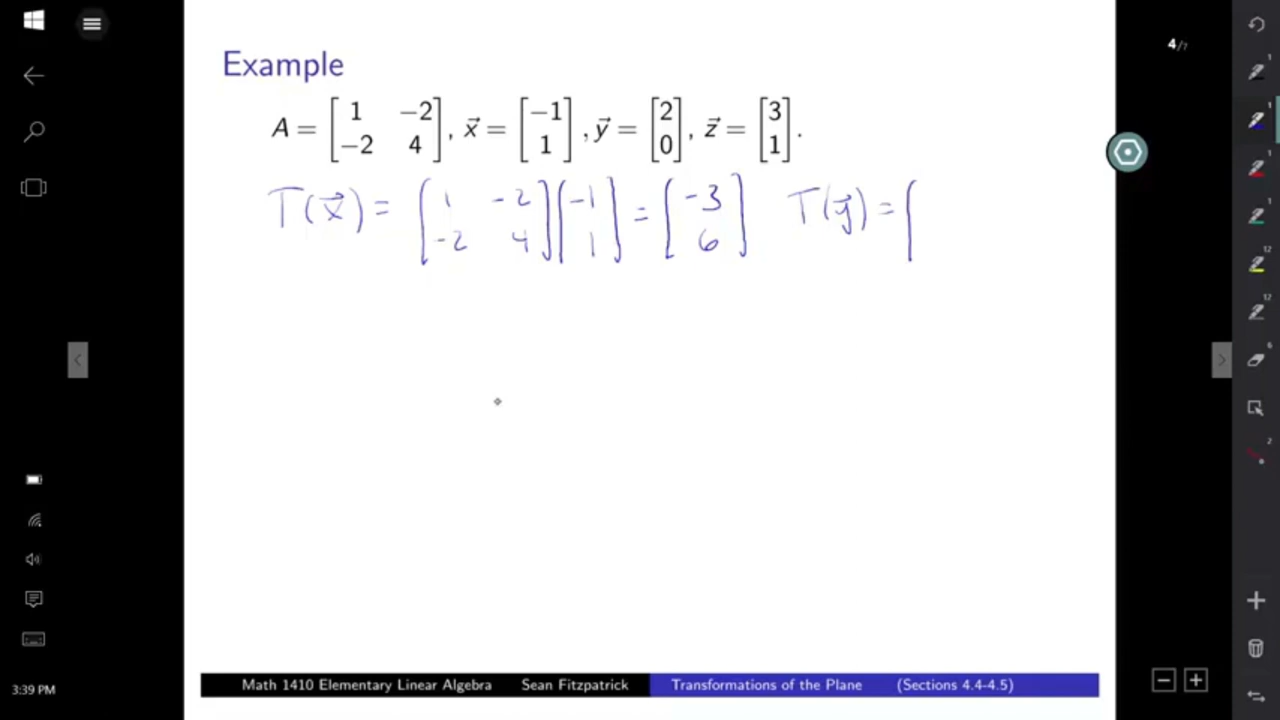 4/7
Example
A = [1 −2; −2 4], x⃗ = [−1; 1], y⃗ = [2; 0], z⃗ = [3; 1].
T(x⃗) = [1 -2; -2 4][-1; 1] = [-3; 6] T(y⃗) = [
3:39 PM
Math 1410 Elementary Linear Algebra Sean Fitzpatrick Transformations of the Plane (Sections 4.4-4.5)